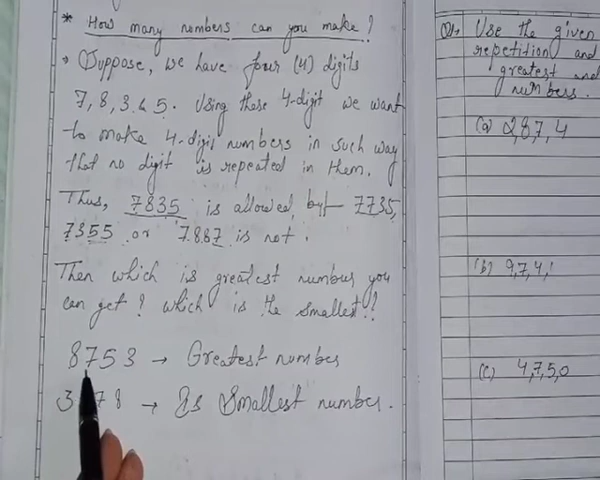 * How many numbers can you make?
Suppose, we have four (4) digits
7, 8, 3 & 5. Using these 4-digit we want
to make 4-digit numbers in such way
that no digit is repeated in them.
Thus, 7835 is allowed but 7735,
7355 or 7887 is not.
Then which is greatest number you
can get? which is the smallest?
8753 → Greatest number
3 78 → Is Smallest number.
Q1. Use the given
repetition and
greatest and
numbers.
(a) 2,8,7,4
(b) 9,7,4,
(c) 4,7,5,0